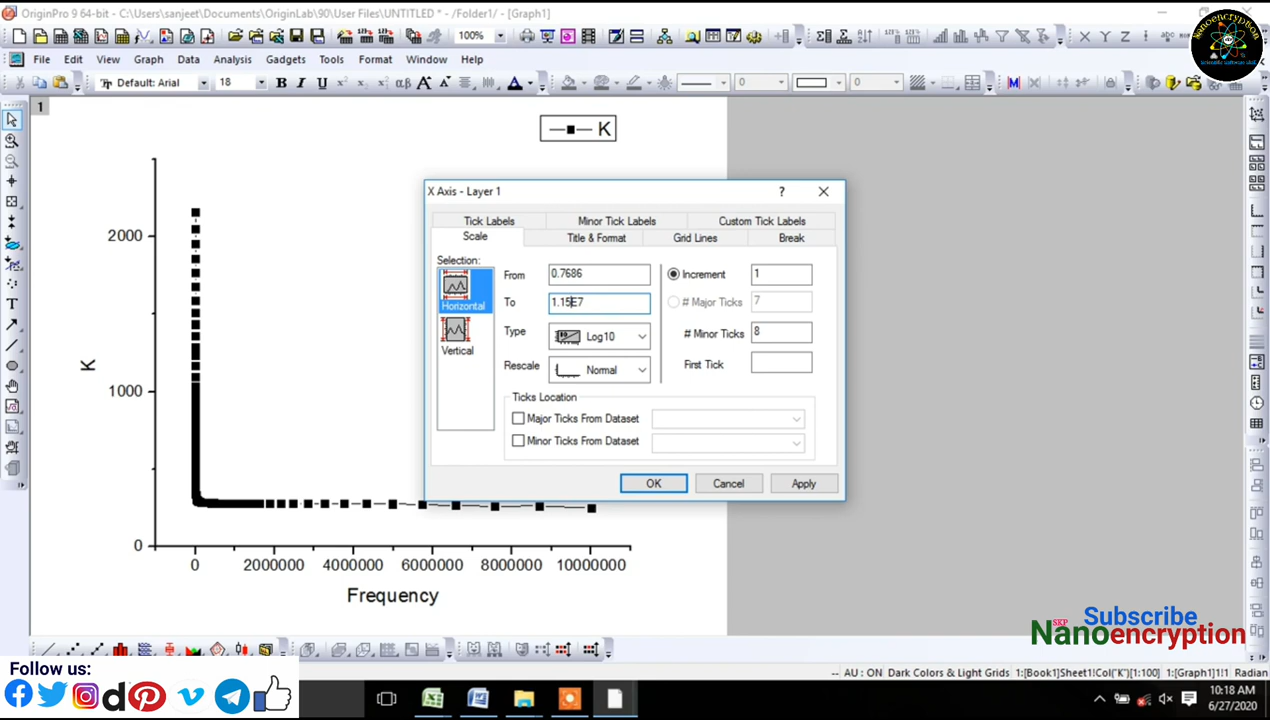 OriginPro 9 64-bit - C:\Users\sanjeet\Documents\OriginLab\90\User Files\UNTITLED * - /Folder1/ - [Graph1]
Nanoencryption
100%
File Edit View Graph Data Analysis Gadgets Tools Format Window Help
Default: Arial 18 B I U αβ A A A 0 0
1
K
2000
1000
0
K
0 2000000 4000000 6000000 8000000 10000000
Frequency
X Axis - Layer 1 ?
Tick Labels Minor Tick Labels Custom Tick Labels
Scale Title & Format Grid Lines Break
Selection:
Horizontal
Vertical
From 0.7686
To 1.15E7
Type Log10
Rescale Normal
Increment 1
# Major Ticks 7
# Minor Ticks 8
First Tick
Ticks Location
Major Ticks From Dataset
Minor Ticks From Dataset
OK Cancel Apply
Subscribe
SKP
Nanoencryption
Follow us:
-- AU : ON Dark Colors & Light Grids 1:[Book1]Sheet1!Col("K")[1:100] 1:[Graph1]1!1 Radian
10:18 AM
6/27/2020